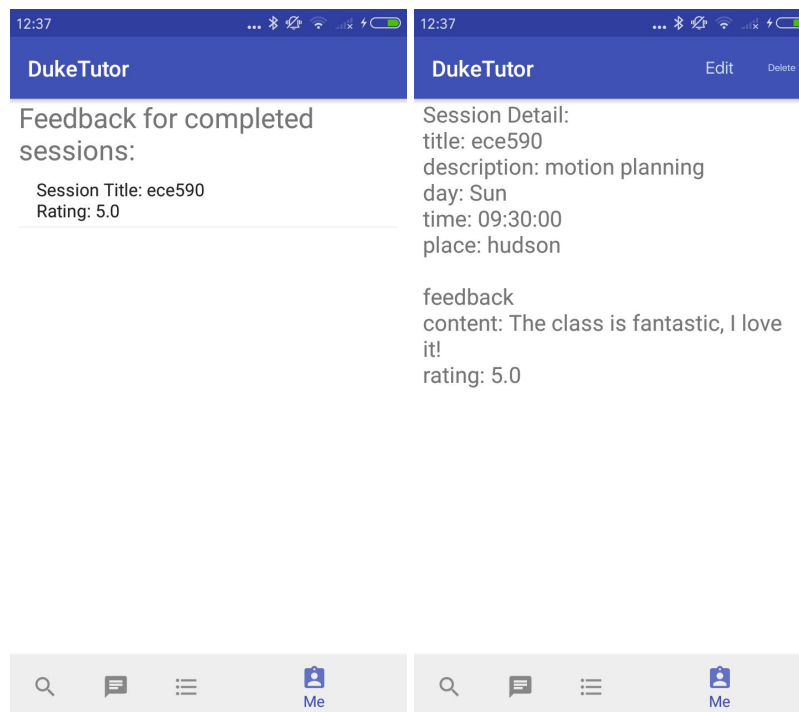 12:37
DukeTutor
Feedback for completed
sessions:
Session Title: ece590
Rating: 5.0
Me
12:37
DukeTutor
Edit
Delete
Session Detail:
title: ece590
description: motion planning
day: Sun
time: 09:30:00
place: hudson
feedback
content: The class is fantastic, I love
it!
rating: 5.0
Me